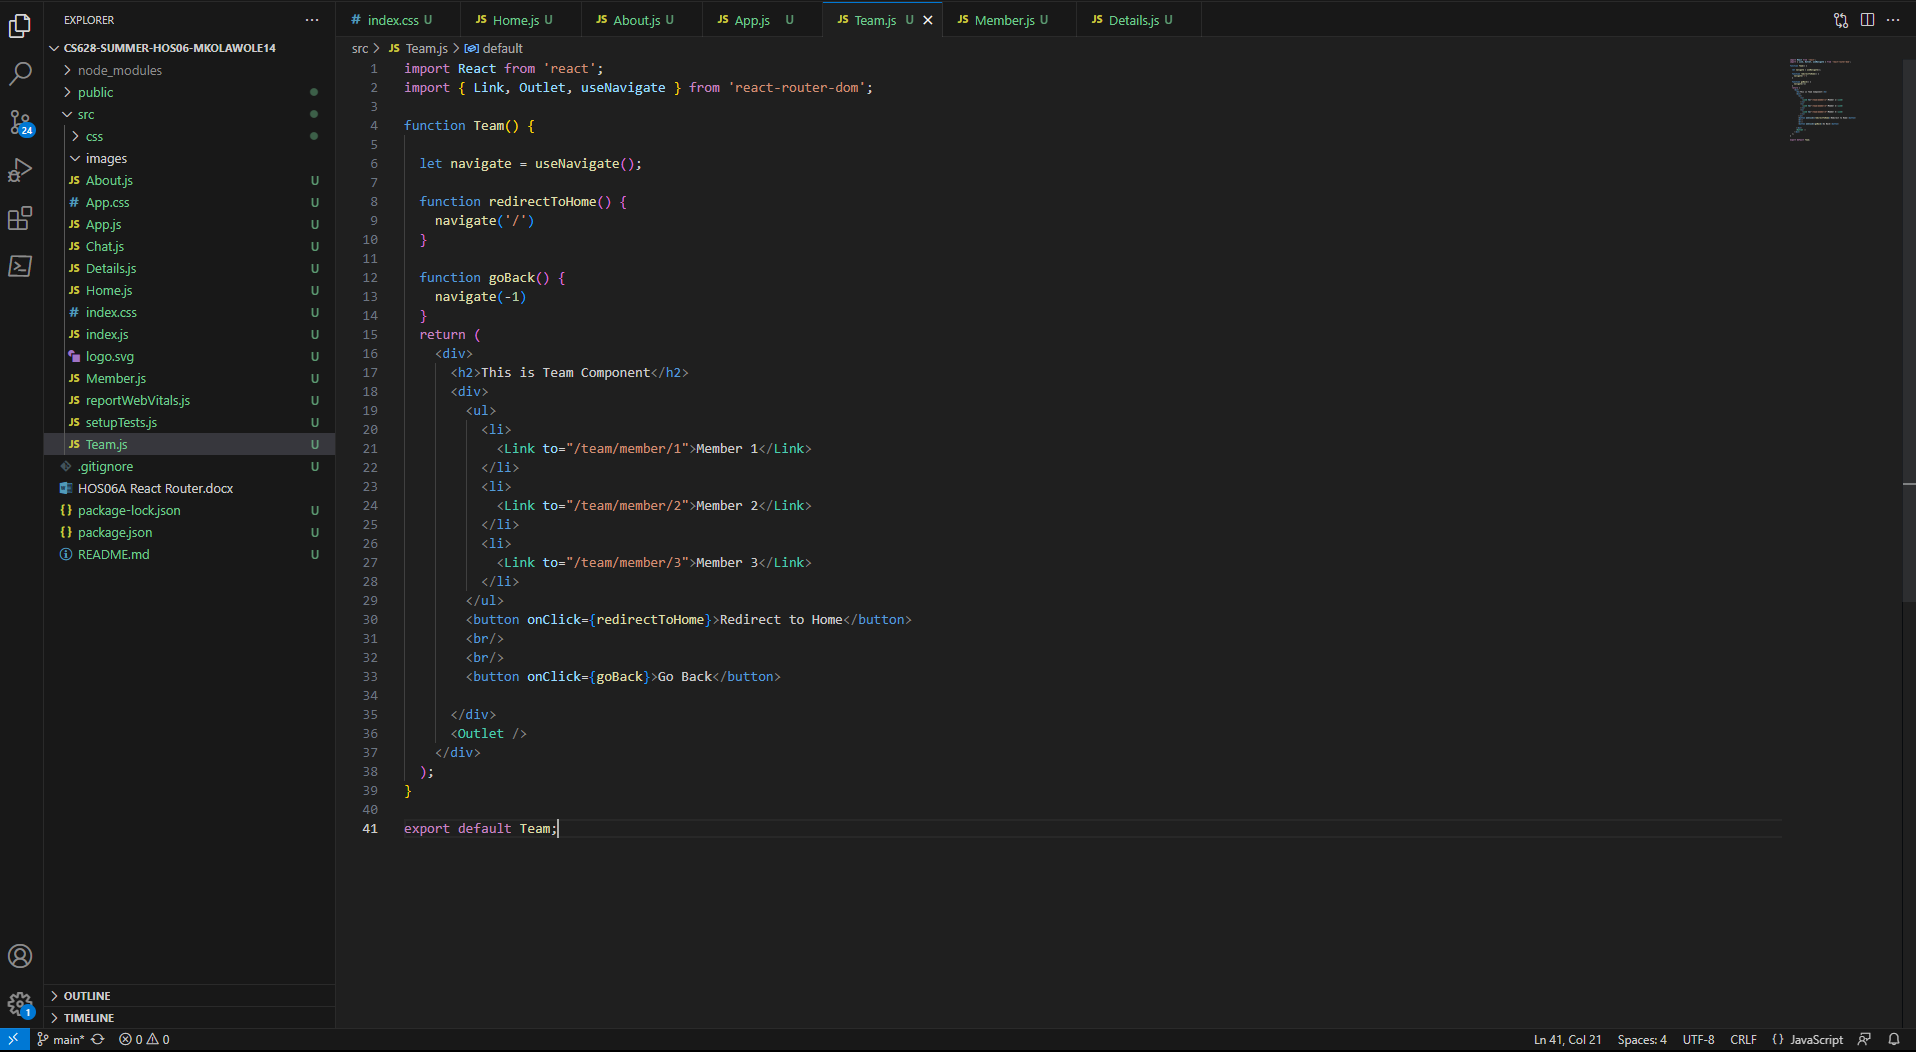 EXPLORER
CS628-SUMMER-HOS06-MKOLAWOLE14
node_modules
public
src
css
images
JS About.js U
# App.css U
JS App.js U
JS Chat.js U
JS Details.js U
JS Home.js U
# index.css U
JS index.js U
logo.svg U
JS Member.js U
JS reportWebVitals.js U
JS setupTests.js U
JS Team.js U
.gitignore U
HOS06A React Router.docx
{} package-lock.json U
{} package.json U
README.md U
OUTLINE
TIMELINE
24
1
# index.css U JS Home.js U JS About.js U JS App.js U JS Team.js U JS Member.js U JS Details.js U
src > JS Team.js > default
1 import React from 'react';
2 import { Link, Outlet, useNavigate } from 'react-router-dom';
3
4 function Team() {
5
6 let navigate = useNavigate();
7
8 function redirectToHome() {
9 navigate('/')
10 }
11
12 function goBack() {
13 navigate(-1)
14 }
15 return (
16 <div>
17 <h2>This is Team Component</h2>
18 <div>
19 <ul>
20 <li>
21 <Link to="/team/member/1">Member 1</Link>
22 </li>
23 <li>
24 <Link to="/team/member/2">Member 2</Link>
25 </li>
26 <li>
27 <Link to="/team/member/3">Member 3</Link>
28 </li>
29 </ul>
30 <button onClick={redirectToHome}>Redirect to Home</button>
31 <br/>
32 <br/>
33 <button onClick={goBack}>Go Back</button>
34
35 </div>
36 <Outlet />
37 </div>
38 );
39 }
40
41 export default Team;
main* 0 0 Ln 41, Col 21 Spaces: 4 UTF-8 CRLF {} JavaScript